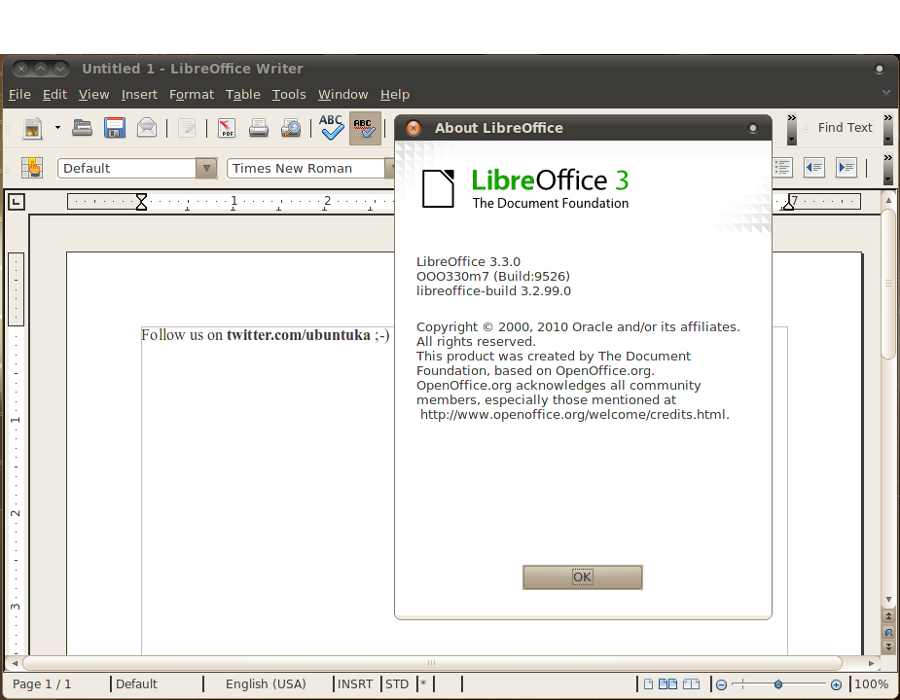 Untitled 1 - LibreOffice Writer
File Edit View Insert Format Table Tools Window Help
ABC ABC Find Text
PDF
Default Times New Roman
1 2 7
About LibreOffice
LibreOffice 3
The Document Foundation
LibreOffice 3.3.0
OOO330m7 (Build:9526)
libreoffice-build 3.2.99.0
Copyright © 2000, 2010 Oracle and/or its affiliates.
All rights reserved.
This product was created by The Document
Foundation, based on OpenOffice.org.
OpenOffice.org acknowledges all community
members, especially those mentioned at
http://www.openoffice.org/welcome/credits.html.
OK
Follow us on twitter.com/ubuntuka ;-)
1
2
3
Page 1 / 1 Default English (USA) INSRT STD * 100%